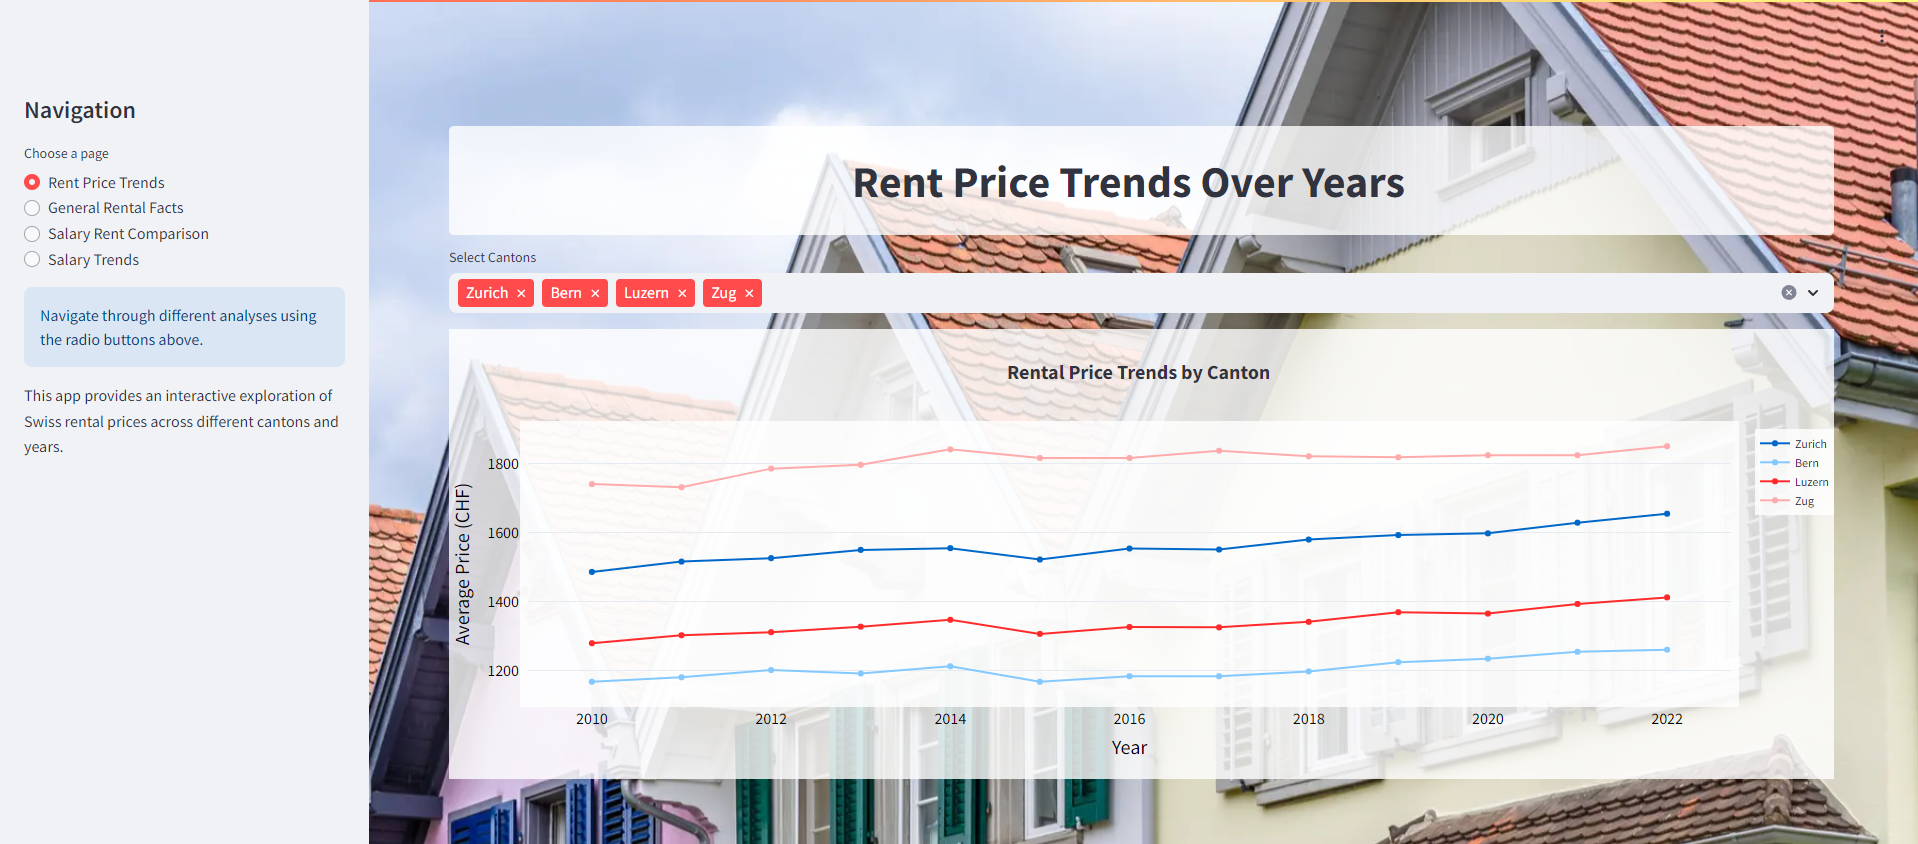 Navigation
Choose a page
Rent Price Trends
General Rental Facts
Salary Rent Comparison
Salary Trends
Navigate through different analyses using
the radio buttons above.
This app provides an interactive exploration of
Swiss rental prices across different cantons and
years.
Rent Price Trends Over Years
Select Cantons
Zurich
Bern
Luzern
Zug
Rental Price Trends by Canton
Average Price (CHF)
1800
1600
1400
1200
2010
2012
2014
2016
2018
2020
2022
Year
Zurich
Bern
Luzern
Zug